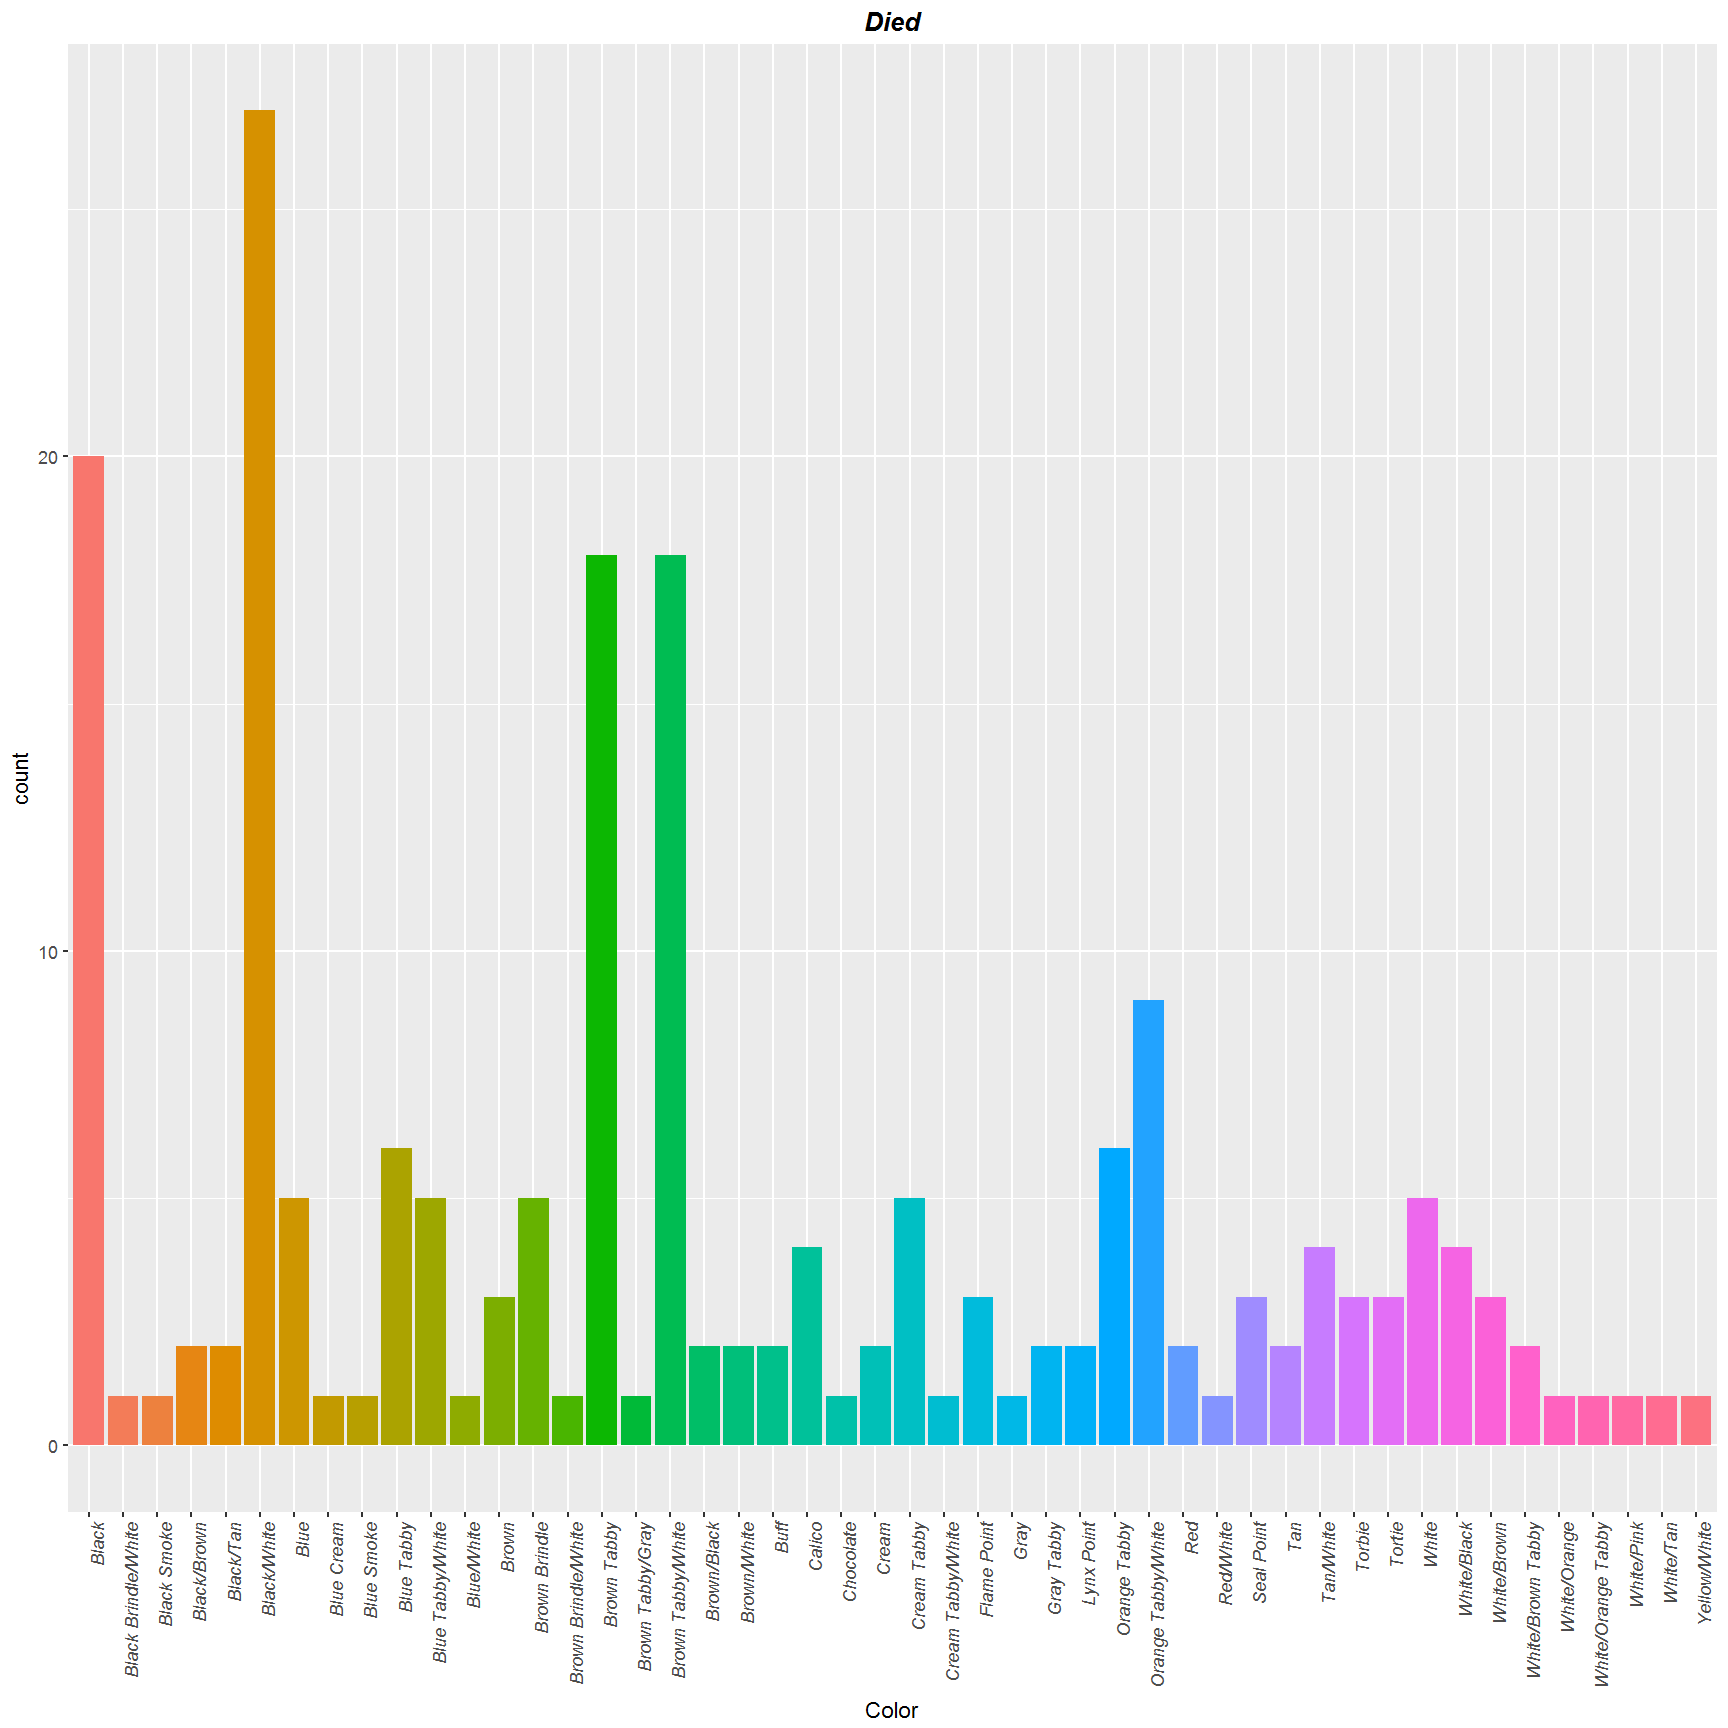 Died
count
20
10
0
Black
Black Brindle/White
Black Smoke
Black/Brown
Black/Tan
Black/White
Blue
Blue Cream
Blue Smoke
Blue Tabby
Blue Tabby/White
Blue/White
Brown
Brown Brindle
Brown Brindle/White
Brown Tabby
Brown Tabby/Gray
Brown Tabby/White
Brown/Black
Brown/White
Buff
Calico
Chocolate
Cream
Cream Tabby
Cream Tabby/White
Flame Point
Gray
Gray Tabby
Lynx Point
Orange Tabby
Orange Tabby/White
Red
Red/White
Seal Point
Tan
Tan/White
Torbie
Tortie
White
White/Black
White/Brown
White/Brown Tabby
White/Orange
White/Orange Tabby
White/Pink
White/Tan
Yellow/White
Color